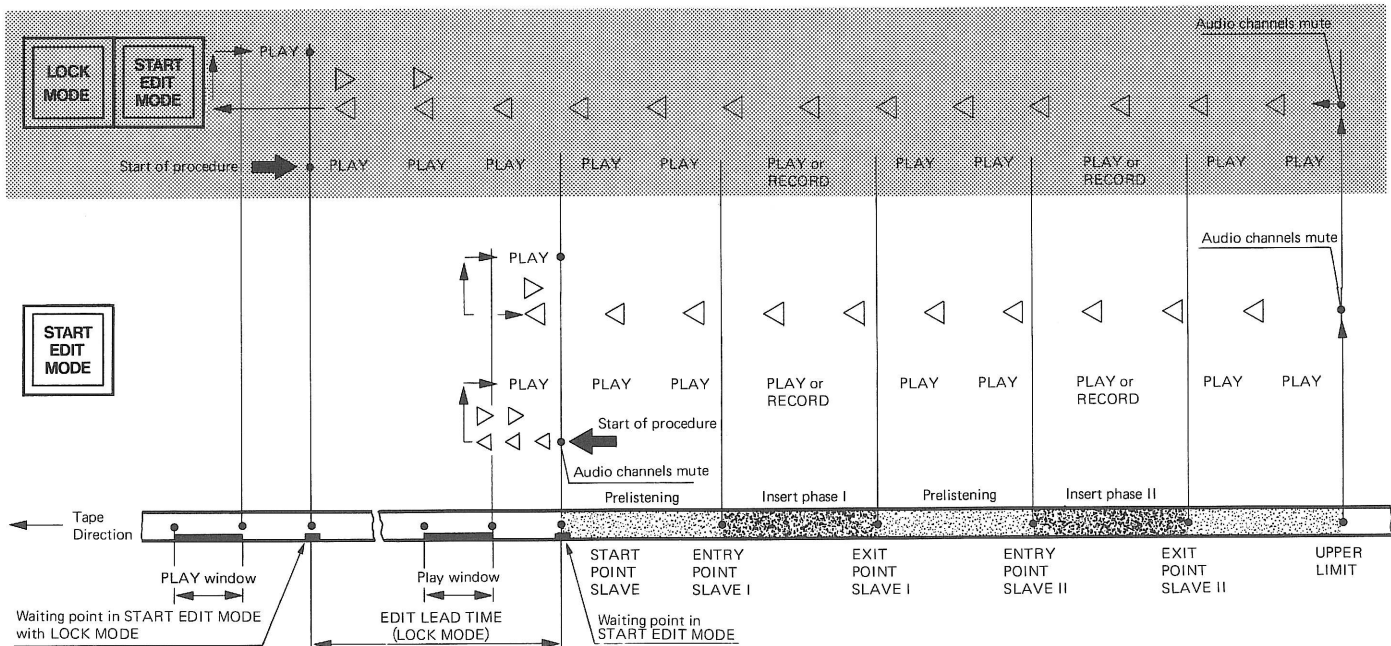 Audio channels mute
LOCK
MODE
START
EDIT
MODE
PLAY
Start of procedure
PLAY PLAY PLAY PLAY PLAY PLAY or RECORD PLAY PLAY PLAY or RECORD PLAY PLAY
Audio channels mute
PLAY
START
EDIT
MODE
PLAY PLAY PLAY PLAY or RECORD PLAY PLAY PLAY or RECORD PLAY PLAY
Start of procedure
Audio channels mute
Prelistening Insert phase I Prelistening Insert phase II
Tape
Direction
PLAY window
Play window
START
POINT
SLAVE
ENTRY
POINT
SLAVE I
EXIT
POINT
SLAVE I
ENTRY
POINT
SLAVE II
EXIT
POINT
SLAVE II
UPPER
LIMIT
Waiting point in START EDIT MODE
with LOCK MODE
EDIT LEAD TIME
(LOCK MODE)
Waiting point in
START EDIT MODE